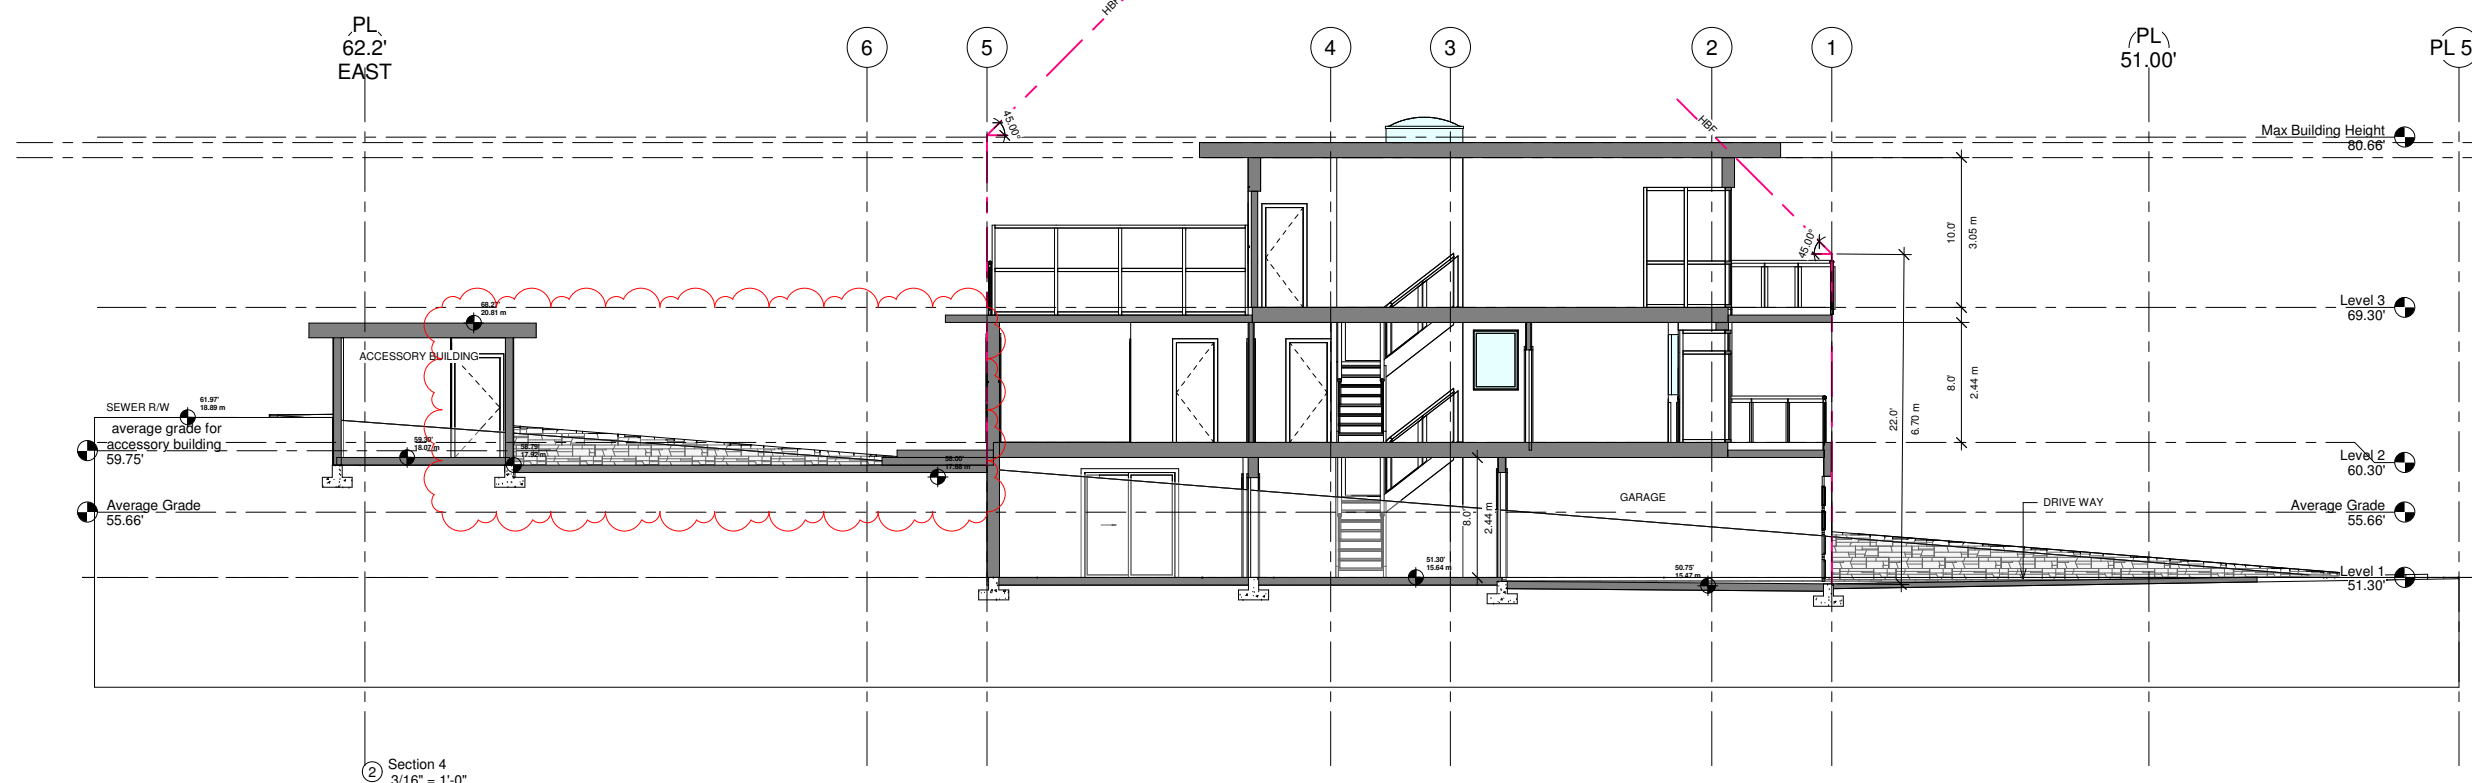 PL
62.2'
EAST
6
5
4
3
2
1
PL
51.00'
PL 5
HBF
45.00°
HBF
45.00°
Max Building Height
80.66'
10.0'
3.05 m
Level 3
69.30'
68.27'
20.81 m
ACCESSORY BUILDING
8.0'
2.44 m
SEWER R/W
61.97'
18.89 m
average grade for
accessory building
59.75'
59.30'
18.07 m
58.79'
17.92 m
58.00'
17.68 m
22.0'
6.70 m
Level 2
60.30'
Average Grade
55.66'
8.0'
2.44 m
GARAGE
DRIVE WAY
Average Grade
55.66'
51.30'
15.64 m
50.75'
15.47 m
Level 1
51.30'
2
Section 4
3/16" = 1'-0"